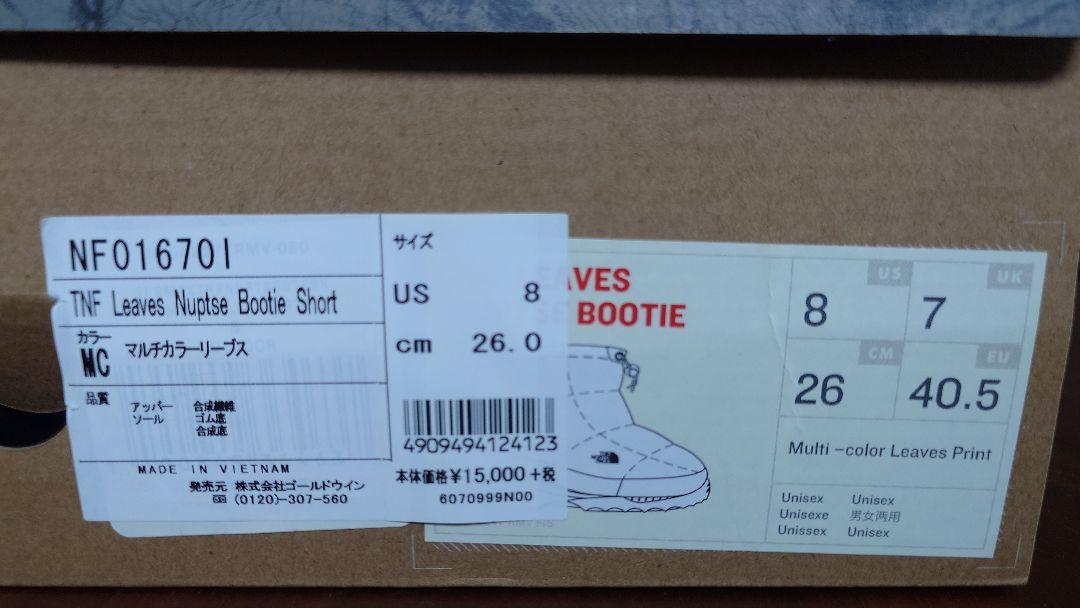 NF01670I
TNF Leaves Nuptse Bootie Short
カラー
MC マルチカラーリーブス
品質
アッパー 合成繊維
ソール ゴム底
合成底
MADE IN VIETNAM
発売元 株式会社ゴールドウイン
(0120)-307-560
サイズ
US 8
cm 26.0
4909494124123
本体価格¥15,000+税
6070999N00
EAVES
BOOTIE
US 8
UK 7
CM 26
EU 40.5
Multi-color Leaves Print
Unisex Unisex
Unisexe 男女两用
Unissex Unisex